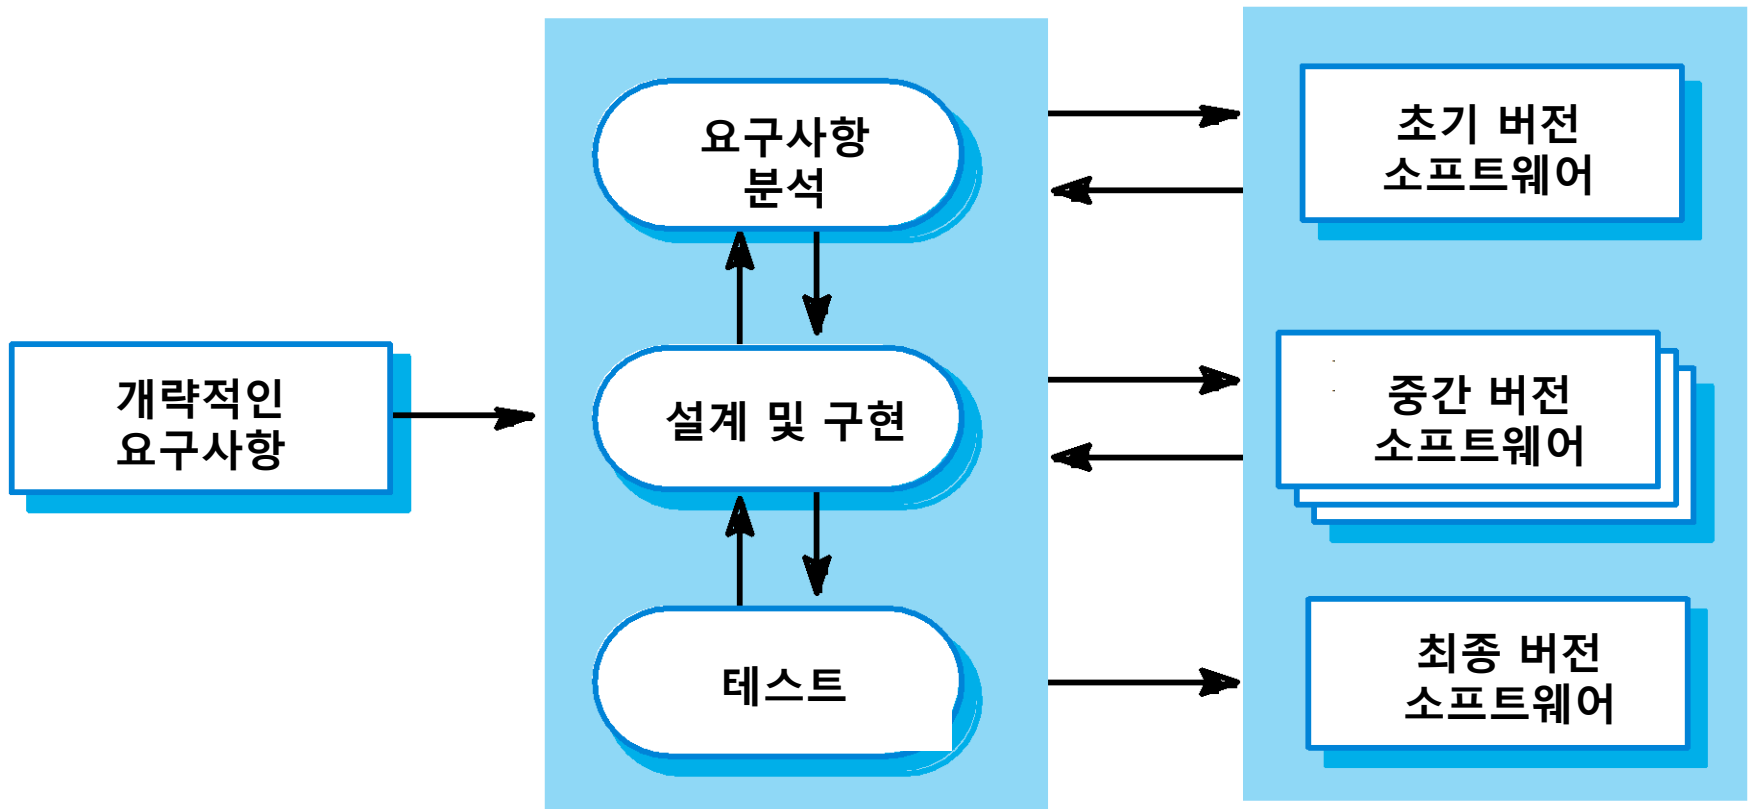 개략적인
요구사항
요구사항
분석
설계 및 구현
테스트
초기 버전
소프트웨어
중간 버전
소프트웨어
최종 버전
소프트웨어